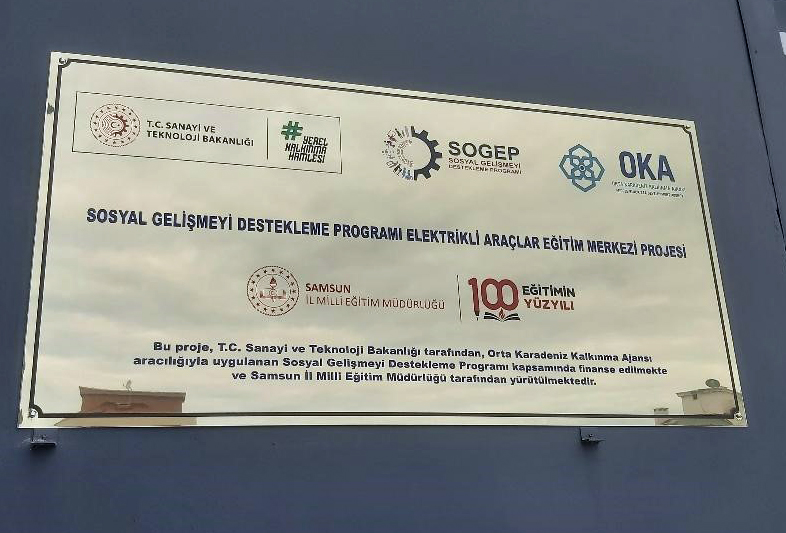 T.C. SANAYİ VE
TEKNOLOJİ BAKANLIĞI
#YEREL
KALKINMA
HAMLESİ
SOGEP
SOSYAL GELİŞMEYİ
DESTEKLEME PROGRAMI
OKA
SOSYAL GELİŞMEYİ DESTEKLEME PROGRAMI ELEKTRİKLİ ARAÇLAR EĞİTİM MERKEZİ PROJESİ
SAMSUN
İL MİLLİ EĞİTİM MÜDÜRLÜĞÜ
100 EĞİTİMİN
YÜZYILI
Bu proje, T.C. Sanayi ve Teknoloji Bakanlığı tarafından, Orta Karadeniz Kalkınma Ajansı
aracılığıyla uygulanan Sosyal Gelişmeyi Destekleme Programı kapsamında finanse edilmekte
ve Samsun İl Milli Eğitim Müdürlüğü tarafından yürütülmektedir.